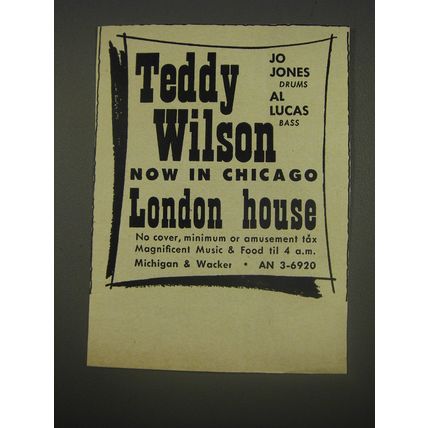 Teddy
Wilson
JO
JONES
DRUMS
AL
LUCAS
BASS
NOW IN CHICAGO
London house
No cover, minimum or amusement tax
Magnificent Music & Food til 4 a.m.
Michigan & Wacker • AN 3-6920